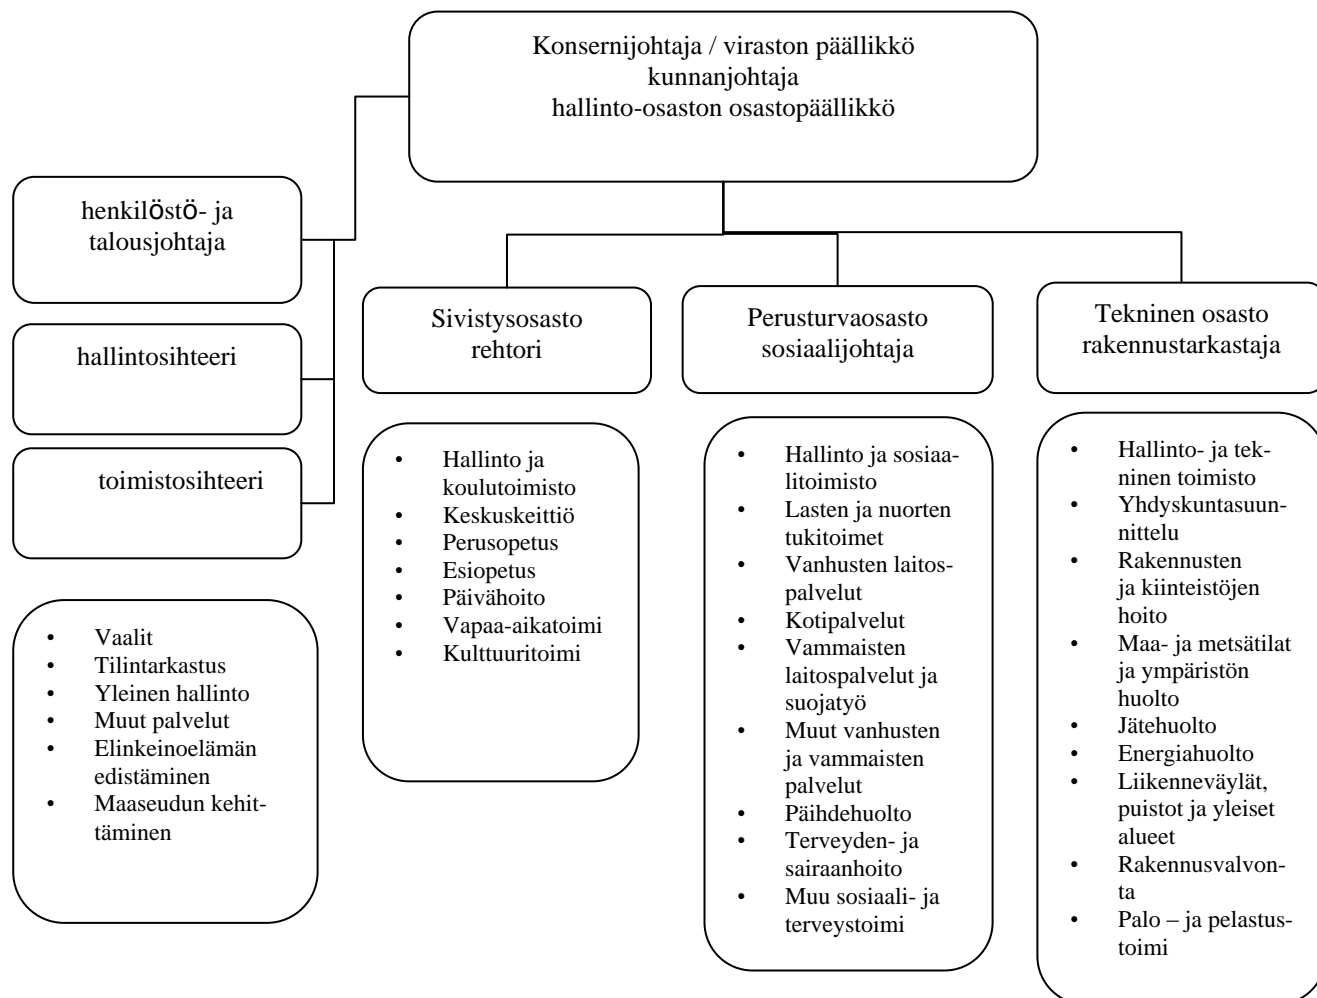 Konsernijohtaja / viraston päällikkö
kunnanjohtaja
hallinto-osaston osastopäällikkö
henkilöstö- ja
talousjohtaja
hallintosihteeri
toimistosihteeri
• Vaalit
• Tilintarkastus
• Yleinen hallinto
• Muut palvelut
• Elinkeinoelämän
edistäminen
• Maaseudun kehit-
täminen
Sivistysosasto
rehtori
• Hallinto ja
koulutoimisto
• Keskuskeittiö
• Perusopetus
• Esiopetus
• Päivähoito
• Vapaa-aikatoimi
• Kulttuuritoimi
Perusturvaosasto
sosiaalijohtaja
• Hallinto ja sosiaa-
litoimisto
• Lasten ja nuorten
tukitoimet
• Vanhusten laitos-
palvelut
• Kotipalvelut
• Vammaisten
laitospalvelut ja
suojatyö
• Muut vanhusten
ja vammaisten
palvelut
• Päihdehuolto
• Terveyden- ja
sairaanhoito
• Muu sosiaali- ja
terveystoimi
Tekninen osasto
rakennustarkastaja
• Hallinto- ja tek-
ninen toimisto
• Yhdyskuntasuun-
nittelu
• Rakennusten
ja kiinteistöjen
hoito
• Maa- ja metsätilat
ja ympäristön
huolto
• Jätehuolto
• Energiahuolto
• Liikenneväylät,
puistot ja yleiset
alueet
• Rakennusvalvon-
ta
• Palo – ja pelastus-
toimi